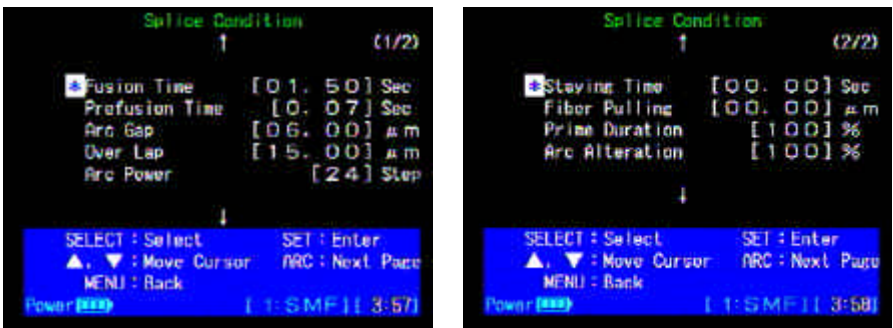 Splice Condition
↑ (1/2)
*Fusion Time [01.50] Sec
Prefusion Time [0.07] Sec
Arc Gap [06.00] μm
Over Lap [15.00] μm
Arc Power [24] Step
↓
SELECT : Select SET : Enter
▲, ▼ : Move Cursor ARC : Next Page
MENU : Back
Power [1:SMF][3:57]
Splice Condition
↑ (2/2)
*Staying Time [00.00] Sec
Fiber Pulling [00.00] μm
Prime Duration [100] %
Arc Alteration [100] %
↓
SELECT : Select SET : Enter
▲, ▼ : Move Cursor ARC : Next Page
MENU : Back
Power [1:SMF][3:58]